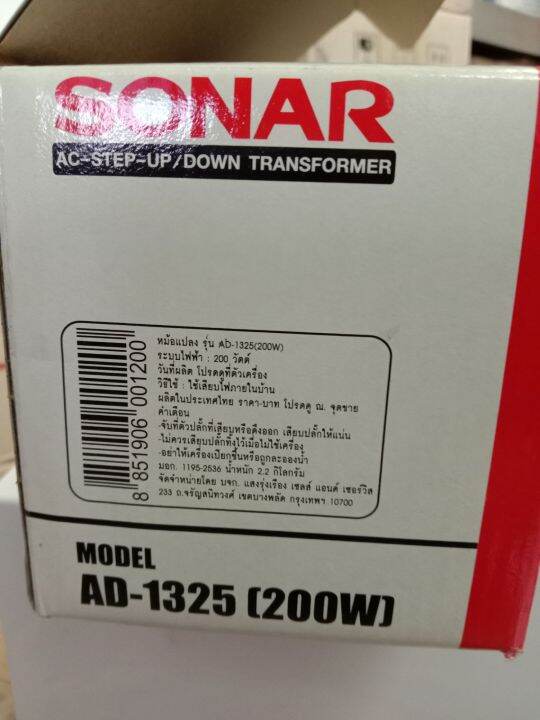 SONAR
AC-STEP-UP/DOWN TRANSFORMER
8 851906 001200
หม้อแปลง รุ่น AD-1325(200W)
ระบบไฟฟ้า : 200 วัตต์
วันที่ผลิต โปรดดูที่ตัวเครื่อง
วิธีใช้ : ใช้เสียบไฟภายในบ้าน
ผลิตในประเทศไทย ราคา-บาท โปรดดู ณ. จุดขาย
คำเตือน
-จับที่ตัวปลั๊กที่เสียบหรือดึงออก เสียบปลั๊กให้แน่น
-ไม่ควรเสียบปลั๊กทิ้งไว้เมื่อไม่ใช้เครื่อง
-อย่าให้เครื่องเปียกชื้นหรือถูกละอองน้ำ
มอก. 1195-2536 น้ำหนัก 2.2 กิโลกรัม
จัดจำหน่ายโดย บจก. แสงรุ่งเรือง เซลส์ แอนด์ เซอร์วิส
233 ถ.จรัญสนิทวงศ์ เขตบางพลัด กรุงเทพฯ 10700
MODEL
AD-1325 (200W)